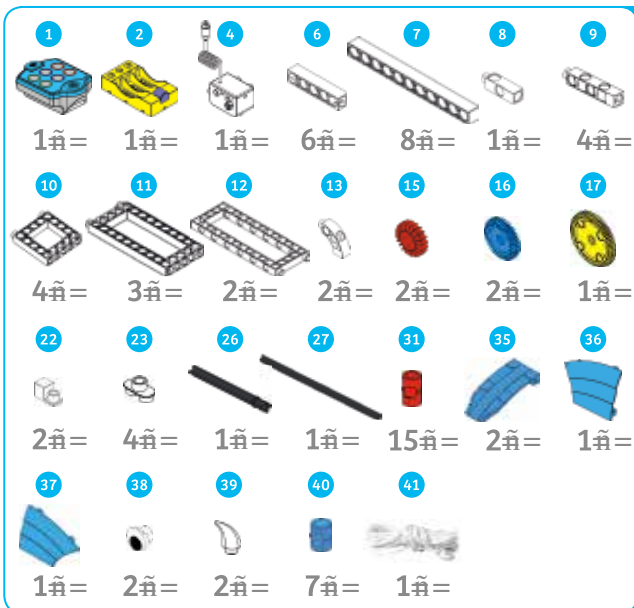 1 2 4 6 7 8 9
1ñ= 1ñ= 1ñ= 6ñ= 8ñ= 1ñ= 4ñ=
10 11 12 13 15 16 17
4ñ= 3ñ= 2ñ= 2ñ= 2ñ= 2ñ= 1ñ=
22 23 26 27 31 35 36
2ñ= 4ñ= 1ñ= 1ñ= 15ñ= 2ñ= 1ñ=
37 38 39 40 41
1ñ= 2ñ= 2ñ= 7ñ= 1ñ=